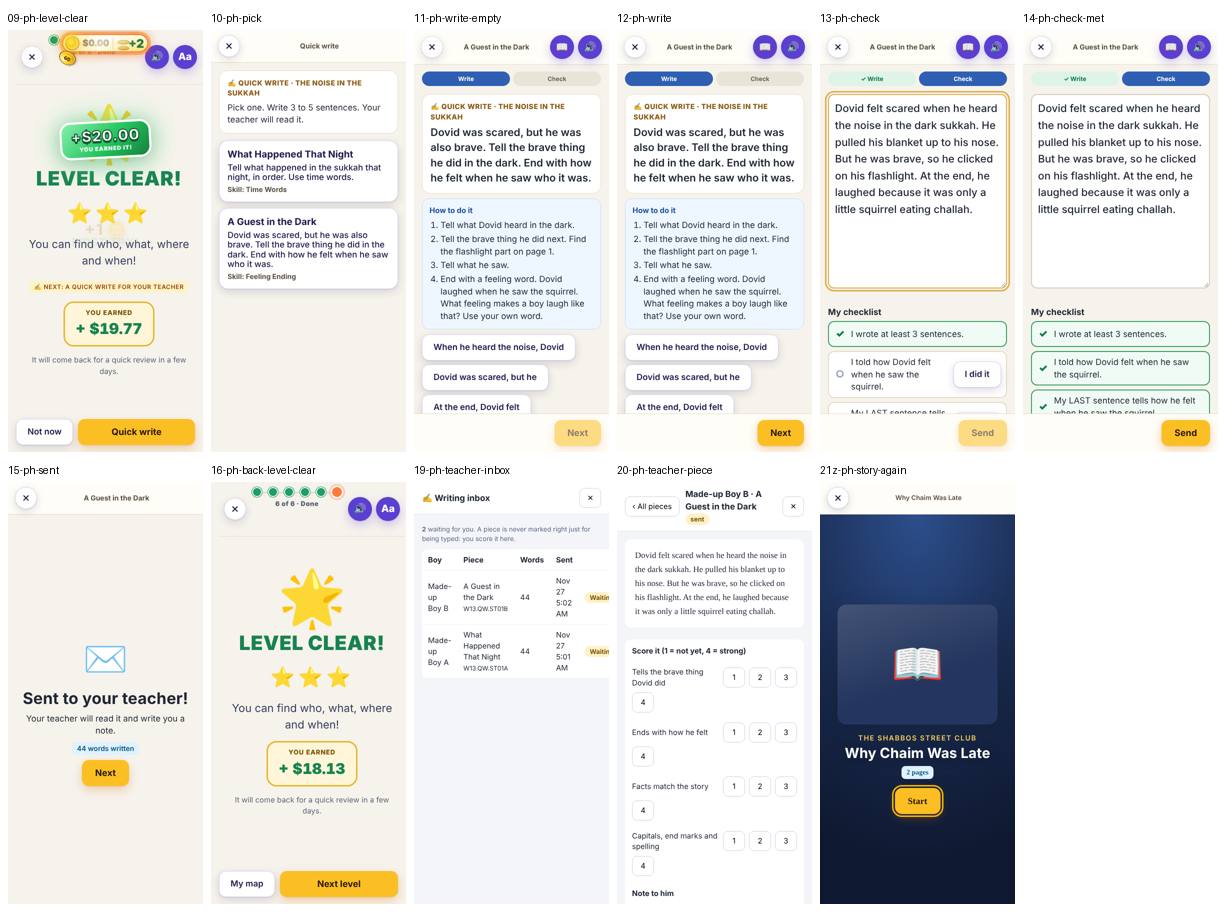 09-ph-level-clear
$0.00
+2
Aa
+$20.00
YOU EARNED IT!
LEVEL CLEAR!
+1
You can find who, what, where
and when!
✍️ NEXT: A QUICK WRITE FOR YOUR TEACHER
YOU EARNED
+ $19.77
It will come back for a quick review in a few
days.
Not now
Quick write
10-ph-pick
Quick write
✍️ QUICK WRITE · THE NOISE IN THE
SUKKAH
Pick one. Write 3 to 5 sentences. Your
teacher will read it.
What Happened That Night
Tell what happened in the sukkah that
night, in order. Use time words.
Skill: Time Words
A Guest in the Dark
Dovid was scared, but he was also
brave. Tell the brave thing he did in the
dark. End with how he felt when he saw
who it was.
Skill: Feeling Ending
11-ph-write-empty
A Guest in the Dark
Write
Check
✍️ QUICK WRITE · THE NOISE IN THE
SUKKAH
Dovid was scared, but he was
also brave. Tell the brave thing
he did in the dark. End with how
he felt when he saw who it was.
How to do it
1. Tell what Dovid heard in the dark.
2. Tell the brave thing he did next. Find
the flashlight part on page 1.
3. Tell what he saw.
4. End with a feeling word. Dovid
laughed when he saw the squirrel.
What feeling makes a boy laugh like
that? Use your own word.
When he heard the noise, Dovid
Dovid was scared, but he
At the end, Dovid felt
Next
12-ph-write
A Guest in the Dark
Write
Check
✍️ QUICK WRITE · THE NOISE IN THE
SUKKAH
Dovid was scared, but he was
also brave. Tell the brave thing
he did in the dark. End with how
he felt when he saw who it was.
How to do it
1. Tell what Dovid heard in the dark.
2. Tell the brave thing he did next. Find
the flashlight part on page 1.
3. Tell what he saw.
4. End with a feeling word. Dovid
laughed when he saw the squirrel.
What feeling makes a boy laugh like
that? Use your own word.
When he heard the noise, Dovid
Dovid was scared, but he
At the end, Dovid felt
Next
13-ph-check
A Guest in the Dark
✓ Write
Check
Dovid felt scared when he heard
the noise in the dark sukkah. He
pulled his blanket up to his nose.
But he was brave, so he clicked
on his flashlight. At the end, he
laughed because it was only a
little squirrel eating challah.
My checklist
I wrote at least 3 sentences.
I told how Dovid felt
when he saw the
squirrel.
I did it
My LAST sentence tells
Send
14-ph-check-met
A Guest in the Dark
✓ Write
Check
Dovid felt scared when he heard
the noise in the dark sukkah. He
pulled his blanket up to his nose.
But he was brave, so he clicked
on his flashlight. At the end, he
laughed because it was only a
little squirrel eating challah.
My checklist
I wrote at least 3 sentences.
I told how Dovid felt when he saw
the squirrel.
My LAST sentence tells how he felt
when he saw the squirrel.
Send
15-ph-sent
A Guest in the Dark
Sent to your teacher!
Your teacher will read it and write you a
note.
44 words written
Next
16-ph-back-level-clear
6 of 6 · Done
Aa
LEVEL CLEAR!
You can find who, what, where
and when!
YOU EARNED
+ $18.13
It will come back for a quick review in a few
days.
My map
Next level
19-ph-teacher-inbox
✍️ Writing inbox
2 waiting for you. A piece is never marked right just for
being typed: you score it here.
Boy Piece Words Sent
Made-up Boy B
A Guest in the Dark
W13.QW.ST01B
44
Nov 27 5:02 AM
Made-up Boy A
What Happened That Night
W13.QW.ST01A
44
Nov 27 5:01 AM
20-ph-teacher-piece
‹ All pieces
Made-up Boy B · A
Guest in the Dark
sent
Dovid felt scared when he heard the noise in
the dark sukkah. He pulled his blanket up to
his nose. But he was brave, so he clicked on
his flashlight. At the end, he laughed because
it was only a little squirrel eating challah.
Score it (1 = not yet, 4 = strong)
Tells the brave thing
Dovid did
1 2 3
4
Ends with how he felt
1 2 3
4
Facts match the story
1 2 3
4
Capitals, end marks and
spelling
1 2 3
4
Note to him
21z-ph-story-again
Why Chaim Was Late
THE SHABBOS STREET CLUB
Why Chaim Was Late
2 pages
Start